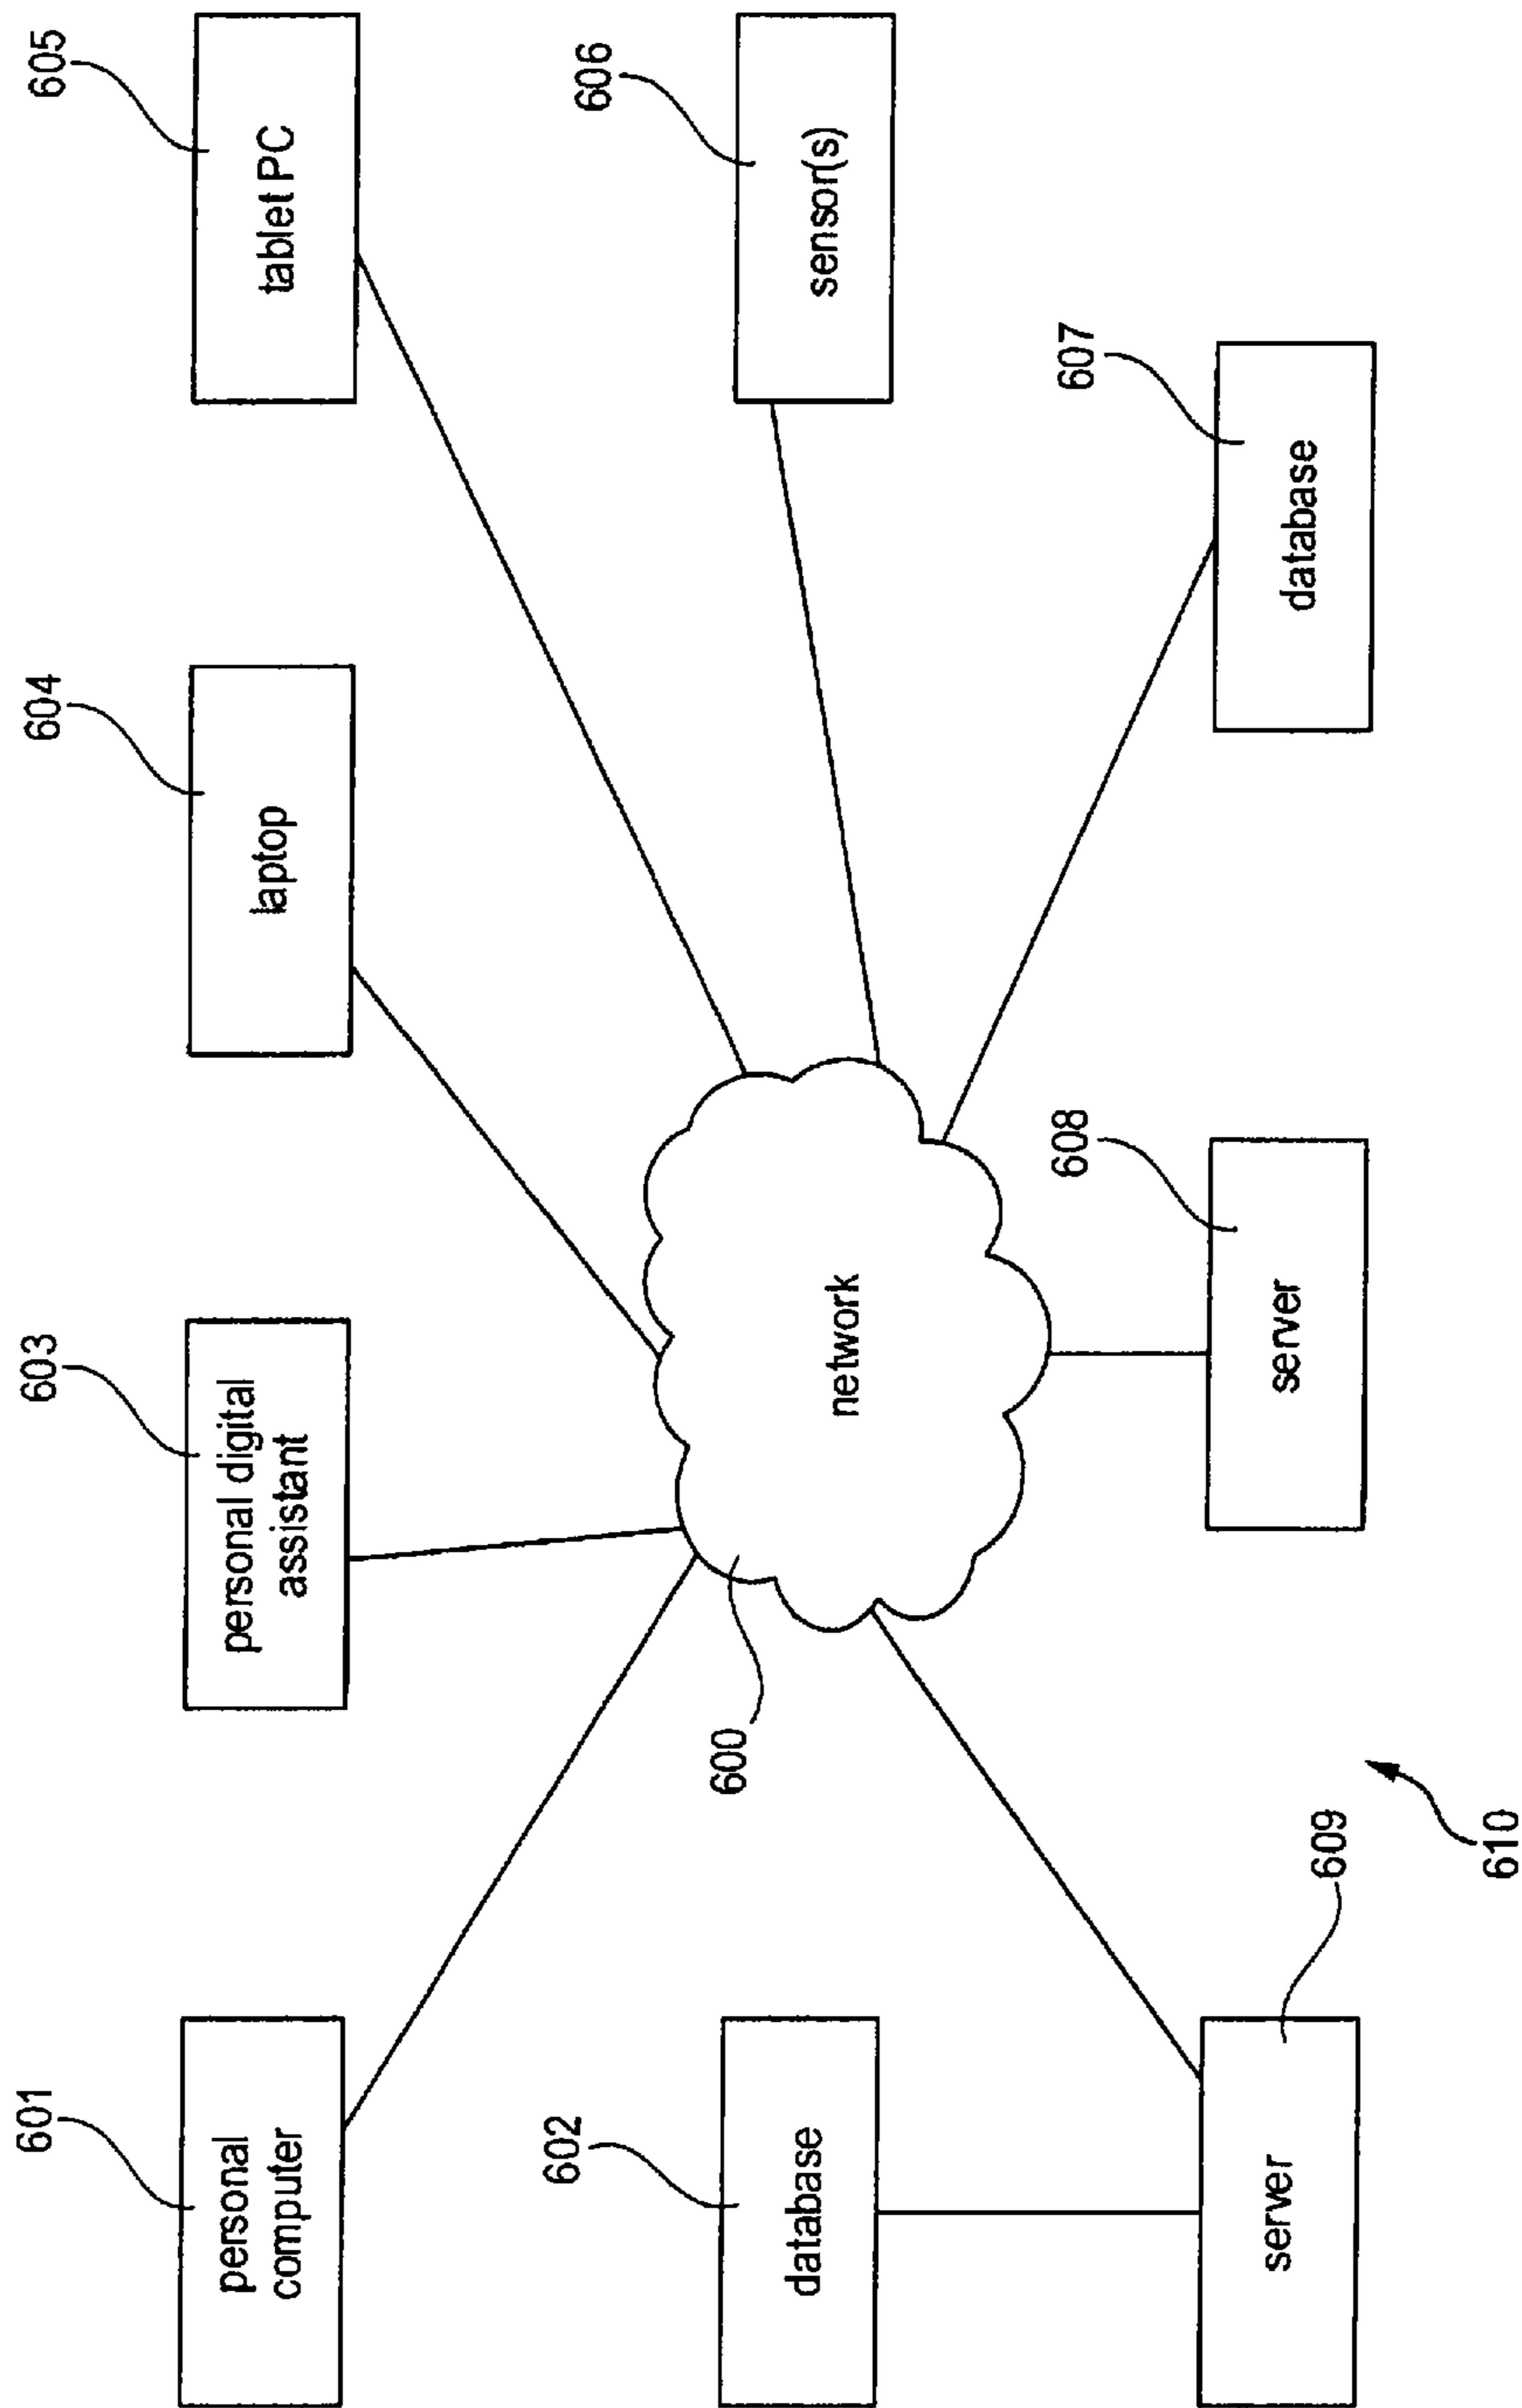 601
personal
computer
603
personal digital
assistant
604
laptop
605
tablet PC
602
database
600
network
606
sensor(s)
609
server
608
server
607
database
610